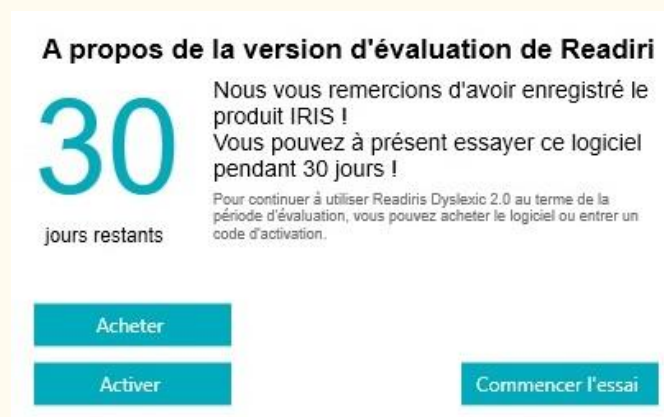 A propos de la version d'évaluation de Readiri
30
jours restants
Nous vous remercions d'avoir enregistré le
produit IRIS !
Vous pouvez à présent essayer ce logiciel
pendant 30 jours !
Pour continuer à utiliser Readiris Dyslexic 2.0 au terme de la
période d'évaluation, vous pouvez acheter le logiciel ou entrer un
code d'activation.
Acheter
Activer
Commencer l'essai